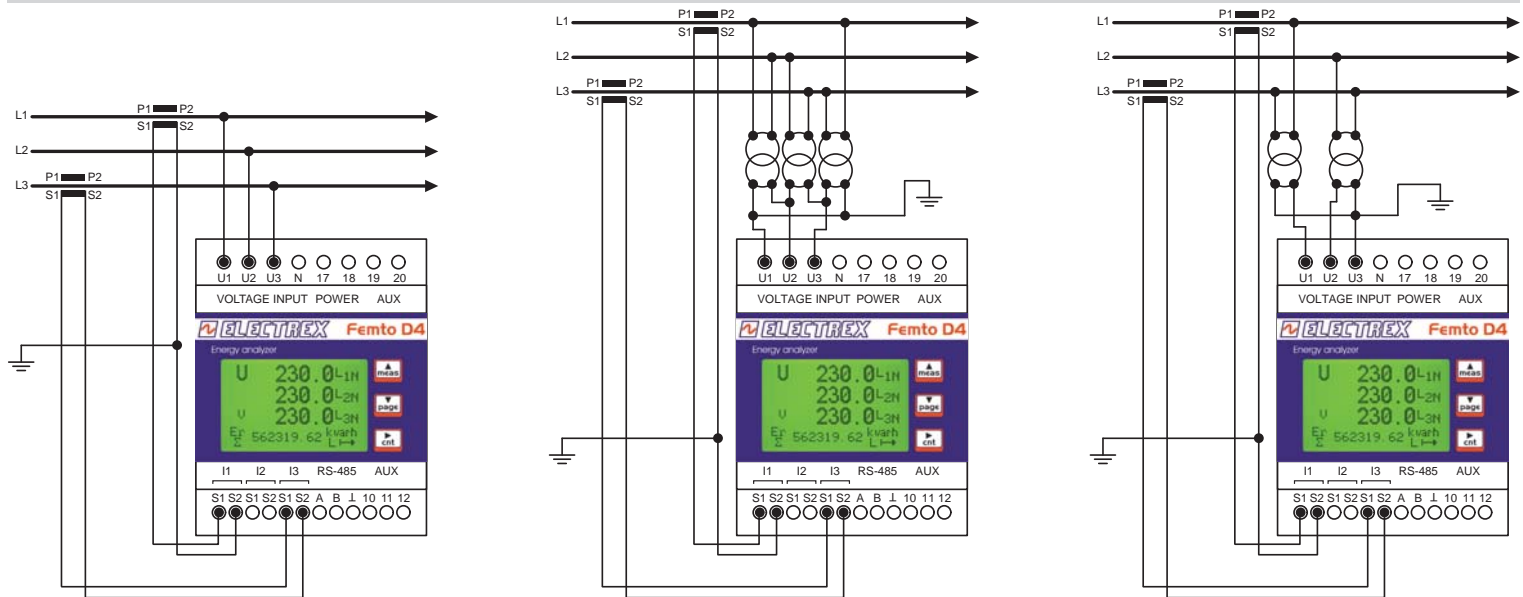 L1
P1 P2
S1 S2
L2
L3
P1 P2
S1 S2
U1 U2 U3 N 17 18 19 20
VOLTAGE INPUT POWER AUX
ELECTREX Femto D4
Energy analyzer
U 230.0 L1N
230.0 L2N
V 230.0 L3N
Er Σ 562319.62 kvarh L
meas
page
cnt
I1 I2 I3 RS-485 AUX
S1 S2 S1 S2 S1 S2 A B ⊥ 10 11 12
L1
P1 P2
S1 S2
L2
L3
P1 P2
S1 S2
U1 U2 U3 N 17 18 19 20
VOLTAGE INPUT POWER AUX
ELECTREX Femto D4
Energy analyzer
U 230.0 L1N
230.0 L2N
V 230.0 L3N
Er Σ 562319.62 kvarh L
meas
page
cnt
I1 I2 I3 RS-485 AUX
S1 S2 S1 S2 S1 S2 A B ⊥ 10 11 12
L1
P1 P2
S1 S2
L2
L3
P1 P2
S1 S2
U1 U2 U3 N 17 18 19 20
VOLTAGE INPUT POWER AUX
ELECTREX Femto D4
Energy analyzer
U 230.0 L1N
230.0 L2N
V 230.0 L3N
Er Σ 562319.62 kvarh L
meas
page
cnt
I1 I2 I3 RS-485 AUX
S1 S2 S1 S2 S1 S2 A B ⊥ 10 11 12